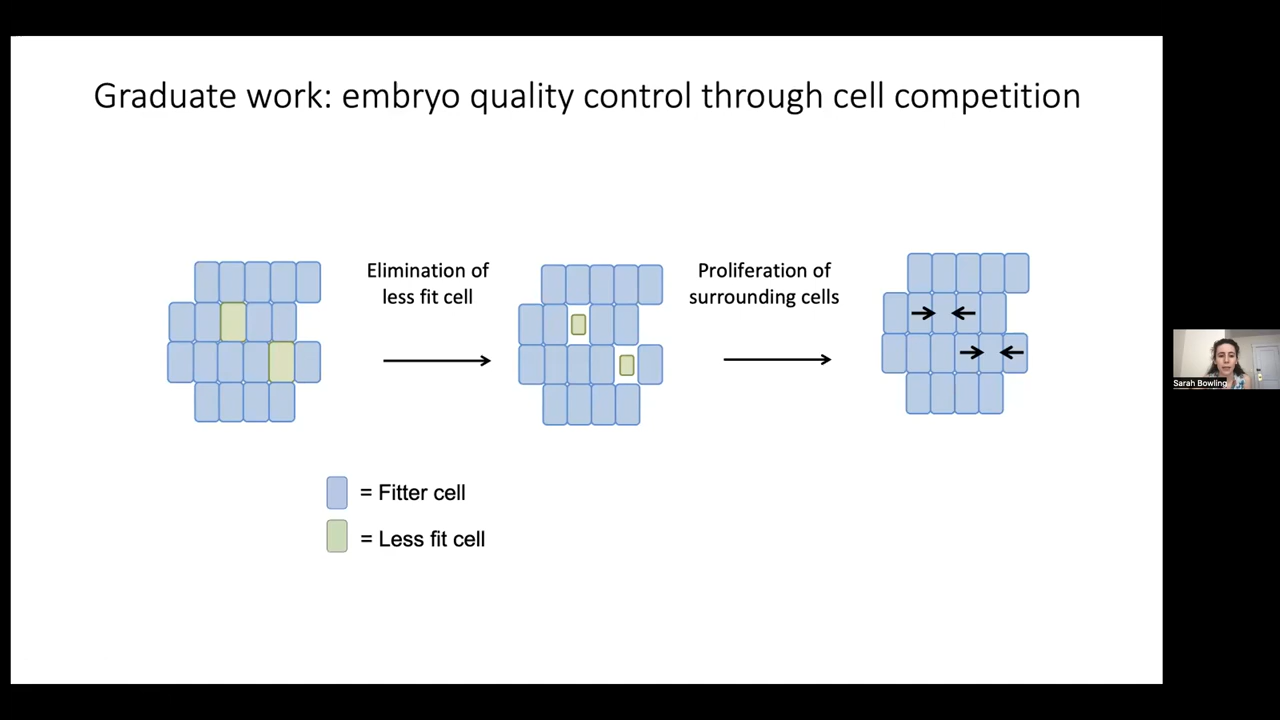 Graduate work: embryo quality control through cell competition
Elimination of
less fit cell
Proliferation of
surrounding cells
= Fitter cell
= Less fit cell
Sarah Bowling